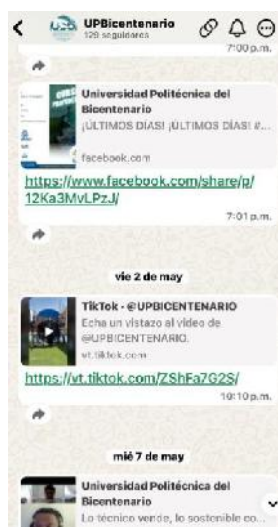 UPBicentenario
129 seguidores
7:00 p.m.
Universidad Politécnica del
Bicentenario
¡ÚLTIMOS DÍAS! ¡ÚLTIMOS DÍAS! #...
facebook.com
https://www.facebook.com/share/p/
12Ka3MvLPzJ/
7:01 p.m.
vie 2 de may
TikTok · @UPBICENTENARIO
Echa un vistazo al video de
@UPBICENTENARIO.
vt.tiktok.com
https://vt.tiktok.com/ZShFa7G2S/
10:10 p.m.
mié 7 de may
Universidad Politécnica del
Bicentenario
Lo técnico vende, lo sostenible co...